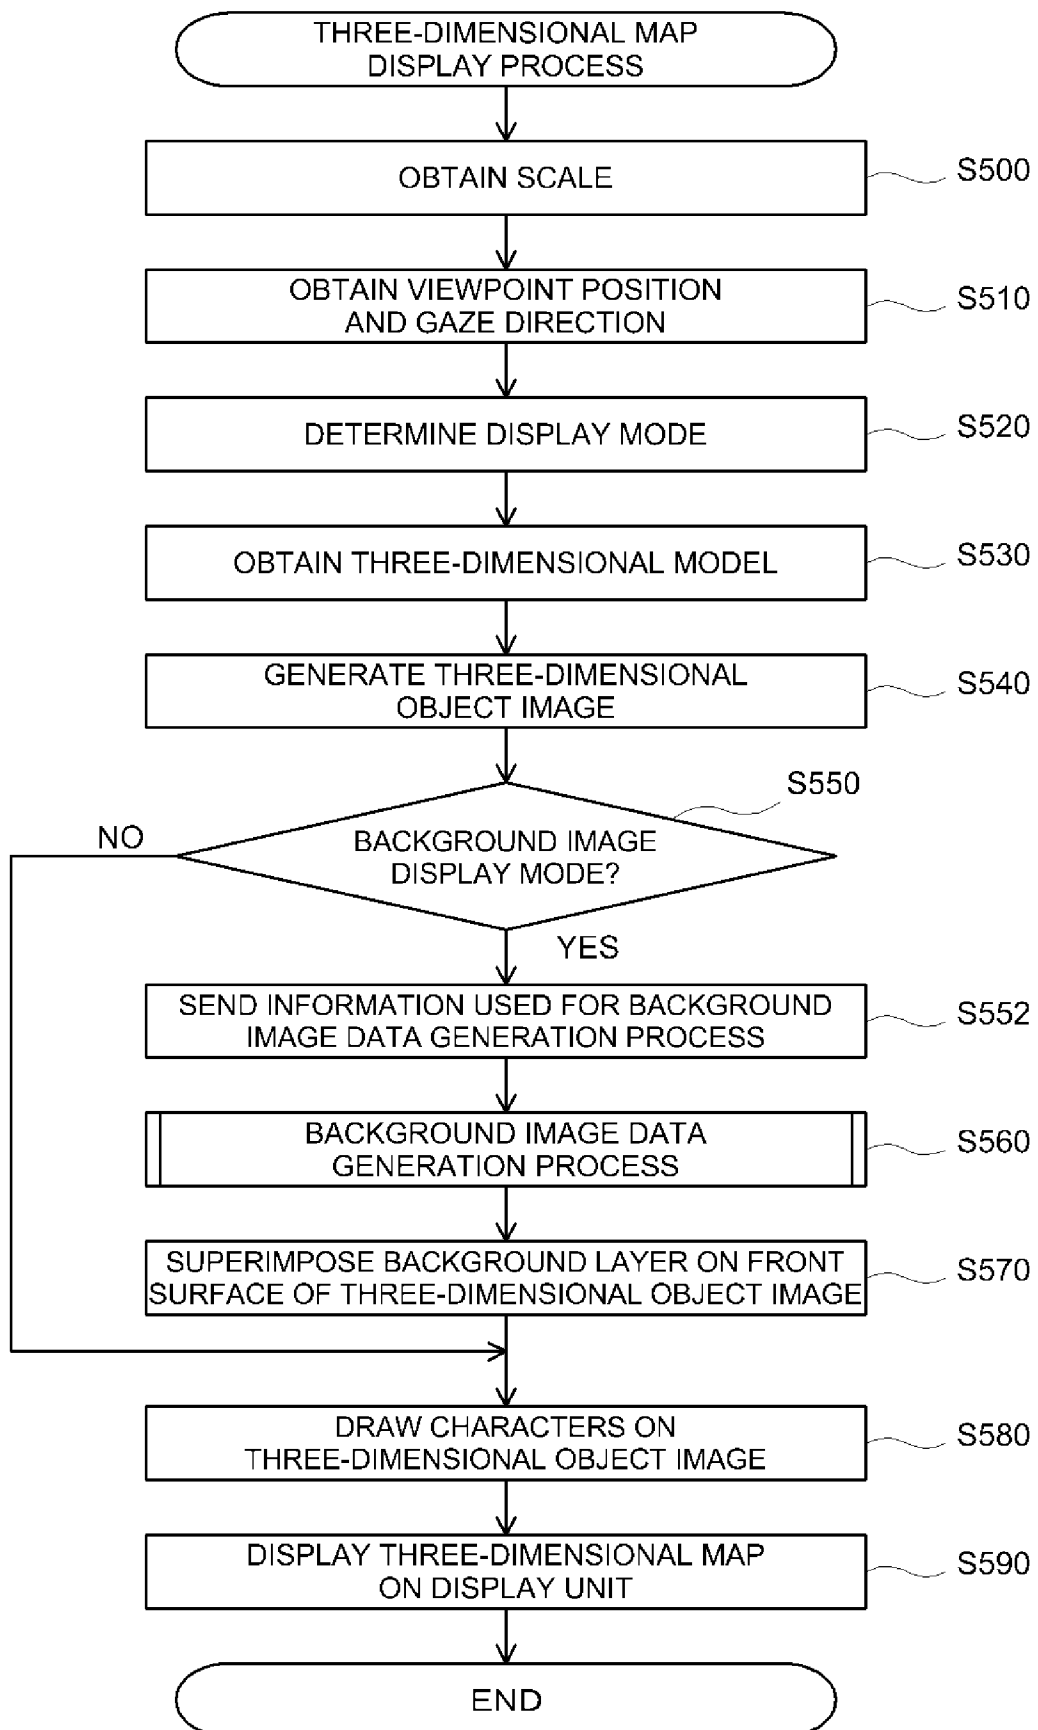 THREE-DIMENSIONAL MAP
DISPLAY PROCESS
OBTAIN SCALE
S500
OBTAIN VIEWPOINT POSITION
AND GAZE DIRECTION
S510
DETERMINE DISPLAY MODE
S520
OBTAIN THREE-DIMENSIONAL MODEL
S530
GENERATE THREE-DIMENSIONAL
OBJECT IMAGE
S540
S550
NO
BACKGROUND IMAGE
DISPLAY MODE?
YES
SEND INFORMATION USED FOR BACKGROUND
IMAGE DATA GENERATION PROCESS
S552
BACKGROUND IMAGE DATA
GENERATION PROCESS
S560
SUPERIMPOSE BACKGROUND LAYER ON FRONT
SURFACE OF THREE-DIMENSIONAL OBJECT IMAGE
S570
DRAW CHARACTERS ON
THREE-DIMENSIONAL OBJECT IMAGE
S580
DISPLAY THREE-DIMENSIONAL MAP
ON DISPLAY UNIT
S590
END